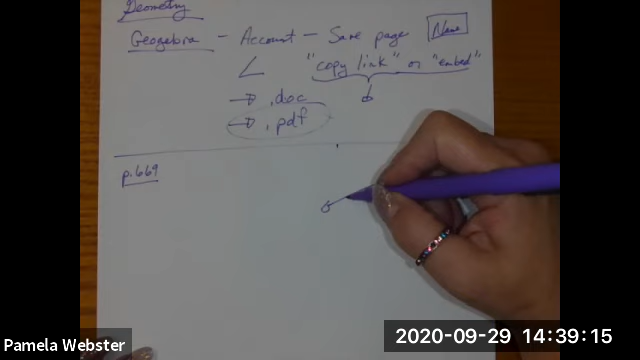 Geometry
Geogebra - Account - Save page Name
"copy link" or "embed"
.doc
.pdf
p.669
Pamela Webster
2020-09-29 14:39:15